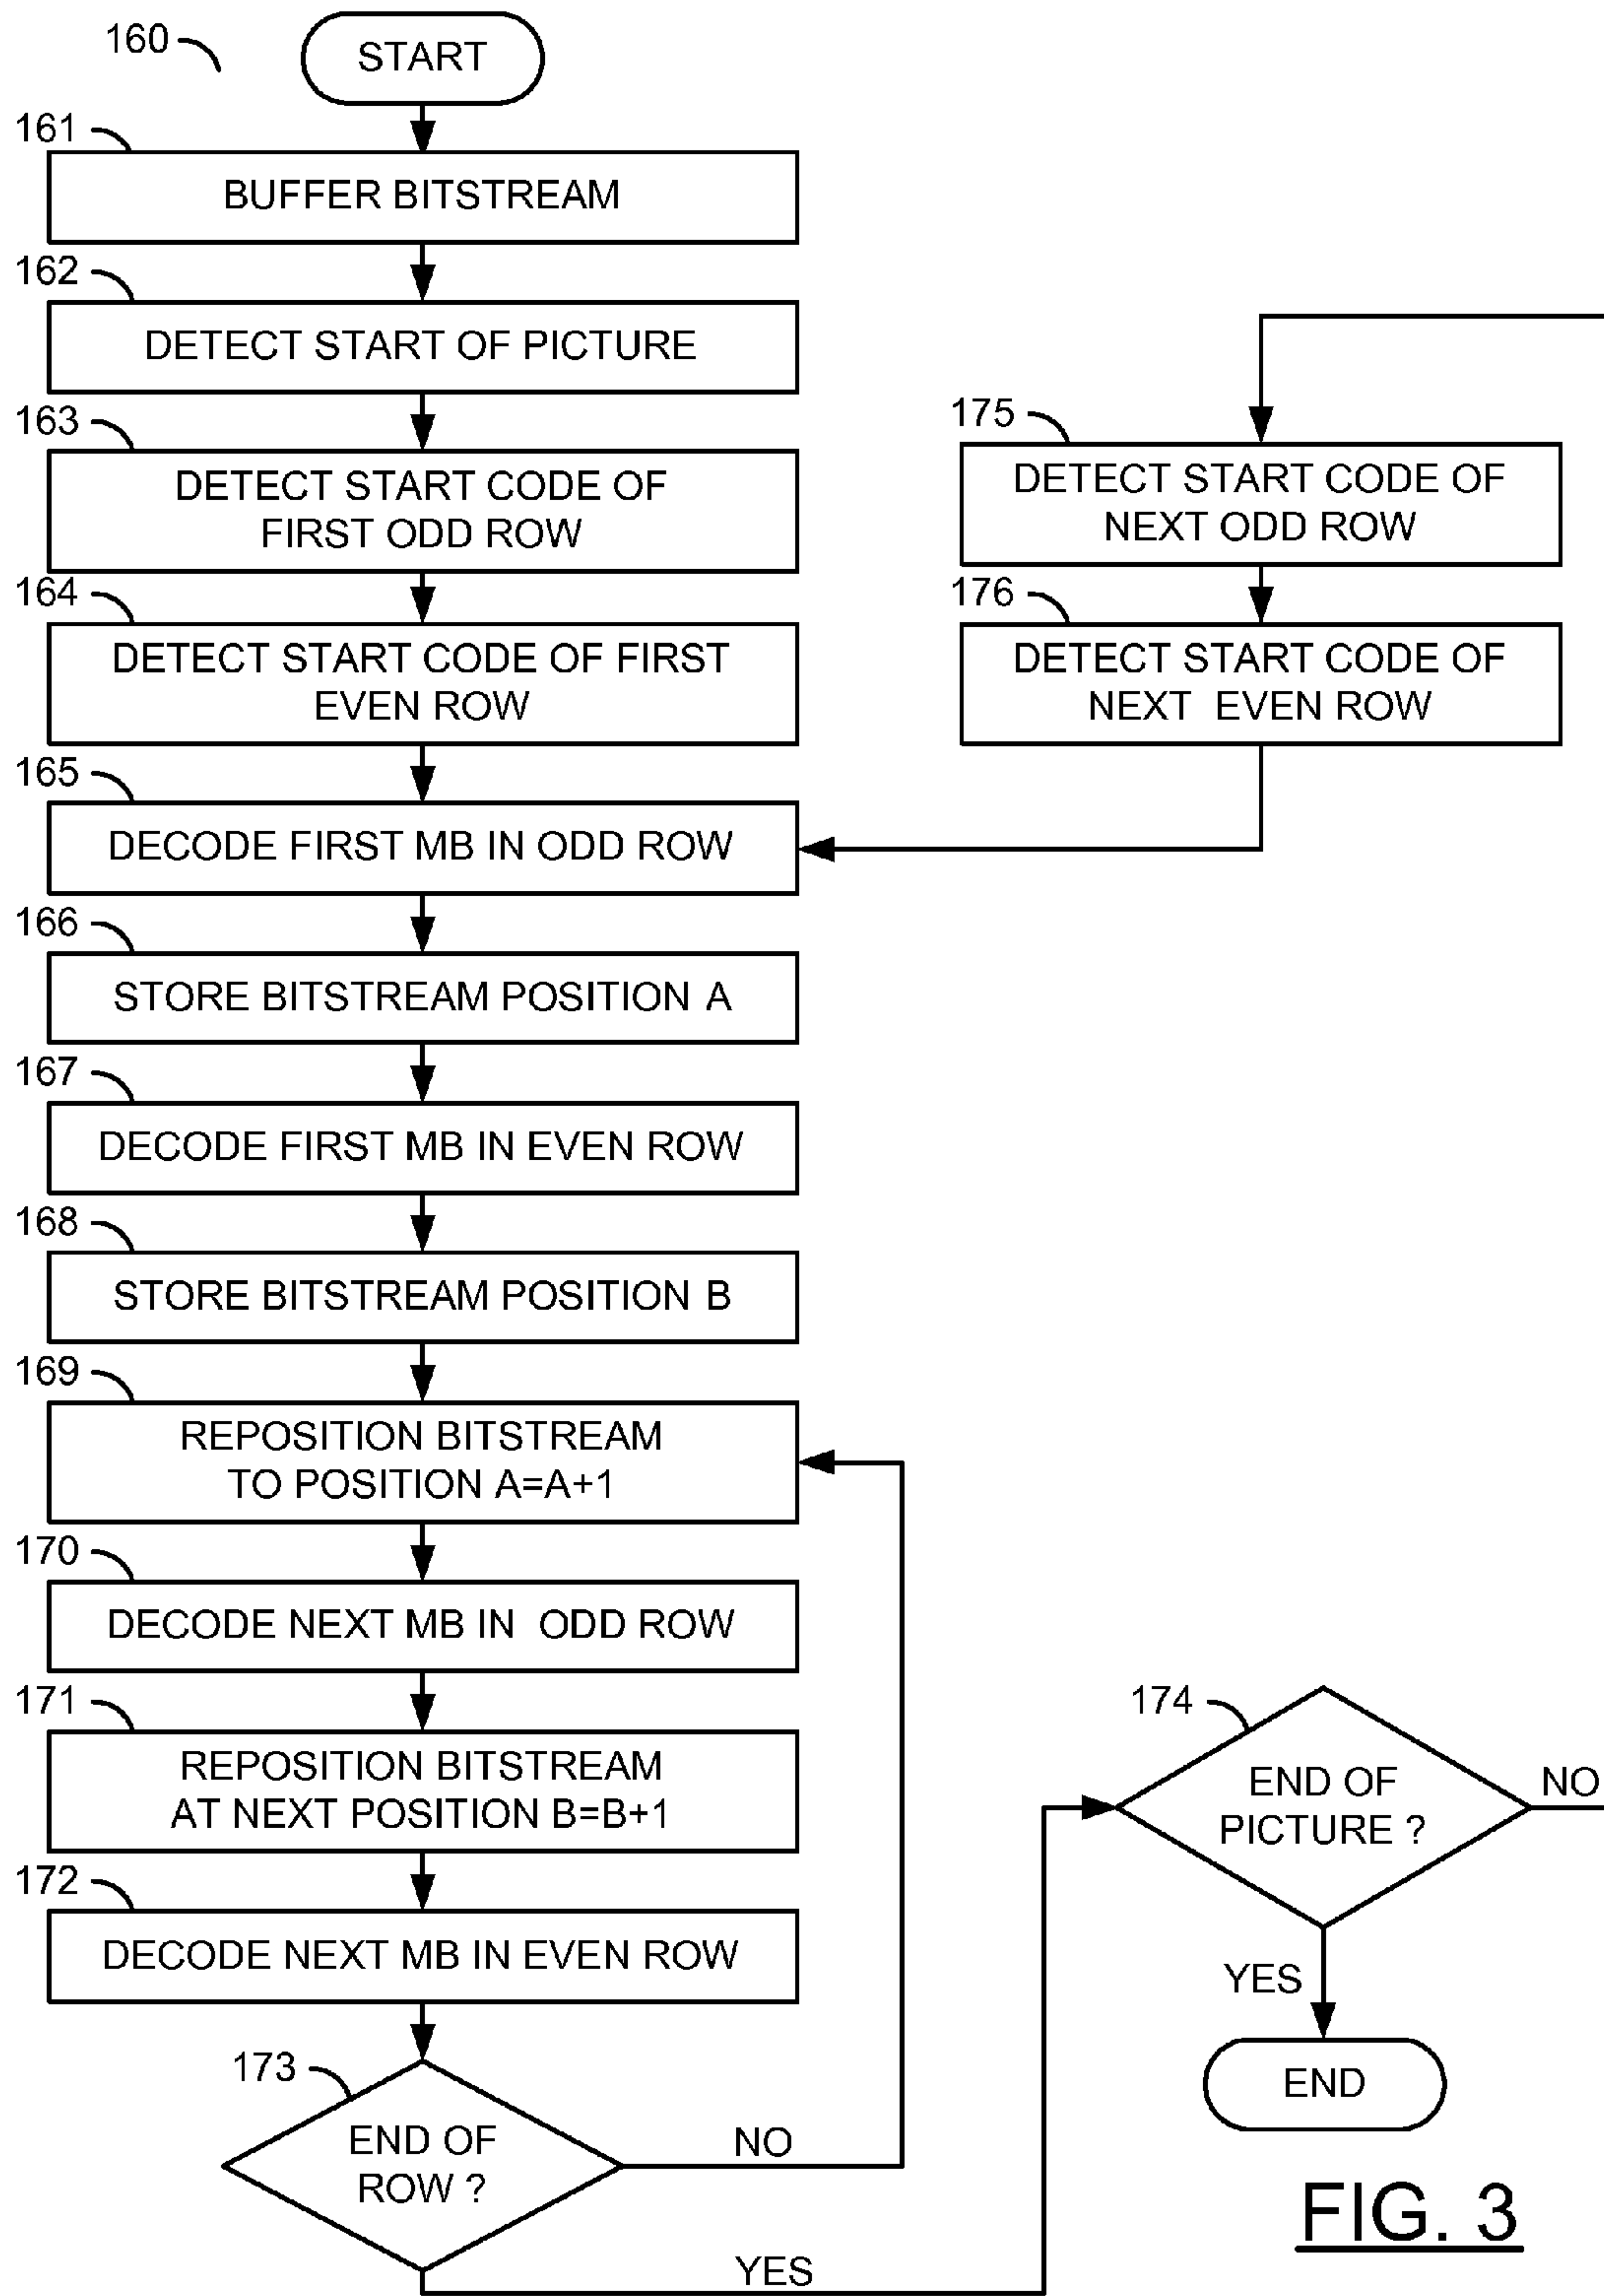 160
START
161
BUFFER BITSTREAM
162
DETECT START OF PICTURE
163
DETECT START CODE OF
FIRST ODD ROW
164
DETECT START CODE OF FIRST
EVEN ROW
165
DECODE FIRST MB IN ODD ROW
166
STORE BITSTREAM POSITION A
167
DECODE FIRST MB IN EVEN ROW
168
STORE BITSTREAM POSITION B
169
REPOSITION BITSTREAM
TO POSITION A=A+1
170
DECODE NEXT MB IN ODD ROW
171
REPOSITION BITSTREAM
AT NEXT POSITION B=B+1
172
DECODE NEXT MB IN EVEN ROW
173
END OF
ROW ?
NO
YES
174
END OF
PICTURE ?
NO
YES
END
175
DETECT START CODE OF
NEXT ODD ROW
176
DETECT START CODE OF
NEXT EVEN ROW
FIG. 3